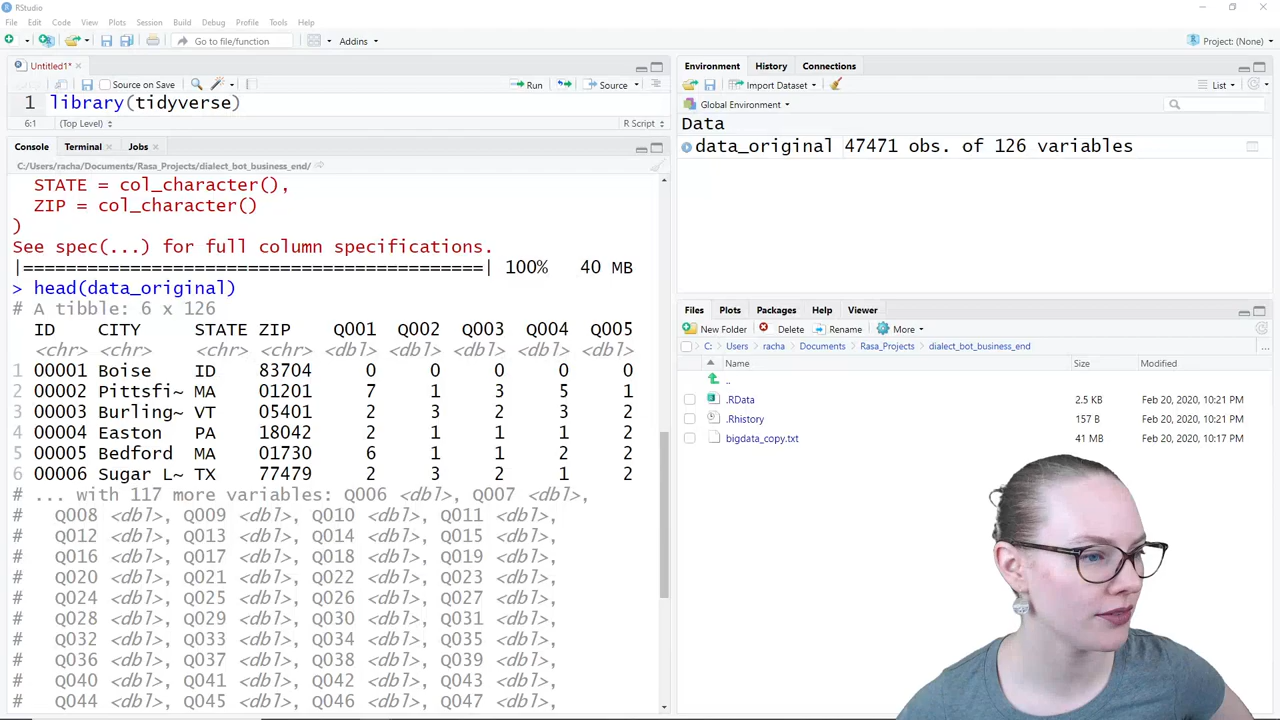 RStudio
File Edit Code View Plots Session Build Debug Profile Tools Help
Go to file/function Addins Project: (None)
Untitled1*
Source on Save Run Source
1 library(tidyverse)
6:1 (Top Level) R Script
Console Terminal Jobs
C:/Users/racha/Documents/Rasa_Projects/dialect_bot_business_end/
STATE = col_character(),
ZIP = col_character()
)
See spec(...) for full column specifications.
|===========================================| 100% 40 MB
> head(data_original)
# A tibble: 6 x 126
ID CITY STATE ZIP Q001 Q002 Q003 Q004 Q005
<chr> <chr> <chr> <chr> <dbl> <dbl> <dbl> <dbl> <dbl>
1 00001 Boise ID 83704 0 0 0 0 0
2 00002 Pittsfi~ MA 01201 7 1 3 5 1
3 00003 Burling~ VT 05401 2 3 2 3 2
4 00004 Easton PA 18042 2 1 1 1 2
5 00005 Bedford MA 01730 6 1 1 2 2
6 00006 Sugar L~ TX 77479 2 3 2 1 2
# ... with 117 more variables: Q006 <dbl>, Q007 <dbl>,
# Q008 <dbl>, Q009 <dbl>, Q010 <dbl>, Q011 <dbl>,
# Q012 <dbl>, Q013 <dbl>, Q014 <dbl>, Q015 <dbl>,
# Q016 <dbl>, Q017 <dbl>, Q018 <dbl>, Q019 <dbl>,
# Q020 <dbl>, Q021 <dbl>, Q022 <dbl>, Q023 <dbl>,
# Q024 <dbl>, Q025 <dbl>, Q026 <dbl>, Q027 <dbl>,
# Q028 <dbl>, Q029 <dbl>, Q030 <dbl>, Q031 <dbl>,
# Q032 <dbl>, Q033 <dbl>, Q034 <dbl>, Q035 <dbl>,
# Q036 <dbl>, Q037 <dbl>, Q038 <dbl>, Q039 <dbl>,
# Q040 <dbl>, Q041 <dbl>, Q042 <dbl>, Q043 <dbl>,
# Q044 <dbl>, Q045 <dbl>, Q046 <dbl>, Q047 <dbl>,
Environment History Connections
Import Dataset List
Global Environment
Data
data_original 47471 obs. of 126 variables
Files Plots Packages Help Viewer
New Folder Delete Rename More
C: Users racha Documents Rasa_Projects dialect_bot_business_end ...
Name Size Modified
..
.RData 2.5 KB Feb 20, 2020, 10:21 PM
.Rhistory 157 B Feb 20, 2020, 10:21 PM
bigdata_copy.txt 41 MB Feb 20, 2020, 10:17 PM